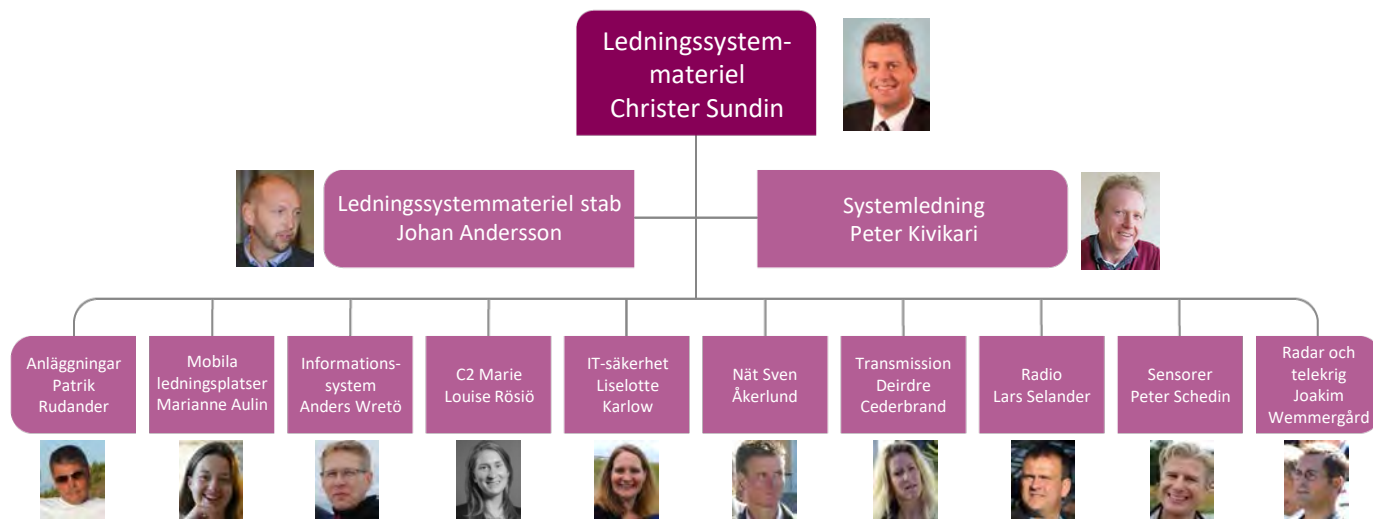 Ledningssystem-
materiel
Christer Sundin
Ledningssystemmateriel stab
Johan Andersson
Systemledning
Peter Kivikari
Anläggningar
Patrik
Rudander
Mobila
ledningsplatser
Marianne Aulin
Informations-
system
Anders Wretö
C2 Marie
Louise Rösiö
IT-säkerhet
Liselotte
Karlow
Nät Sven
Åkerlund
Transmission
Deirdre
Cederbrand
Radio
Lars Selander
Sensorer
Peter Schedin
Radar och
telekrig
Joakim
Wemmergård